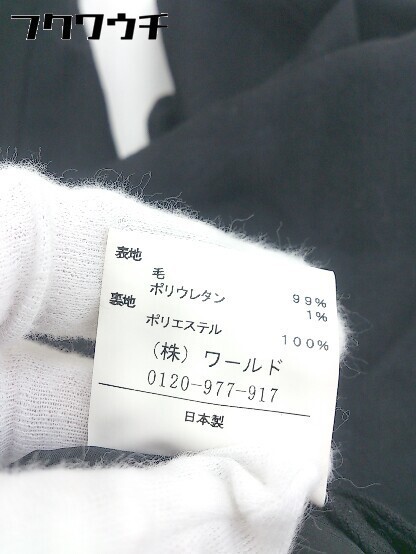 フクワウチ
表地
毛 99%
ポリウレタン 1%
裏地
ポリエステル 100%
(株) ワールド
0120-977-917
日本製